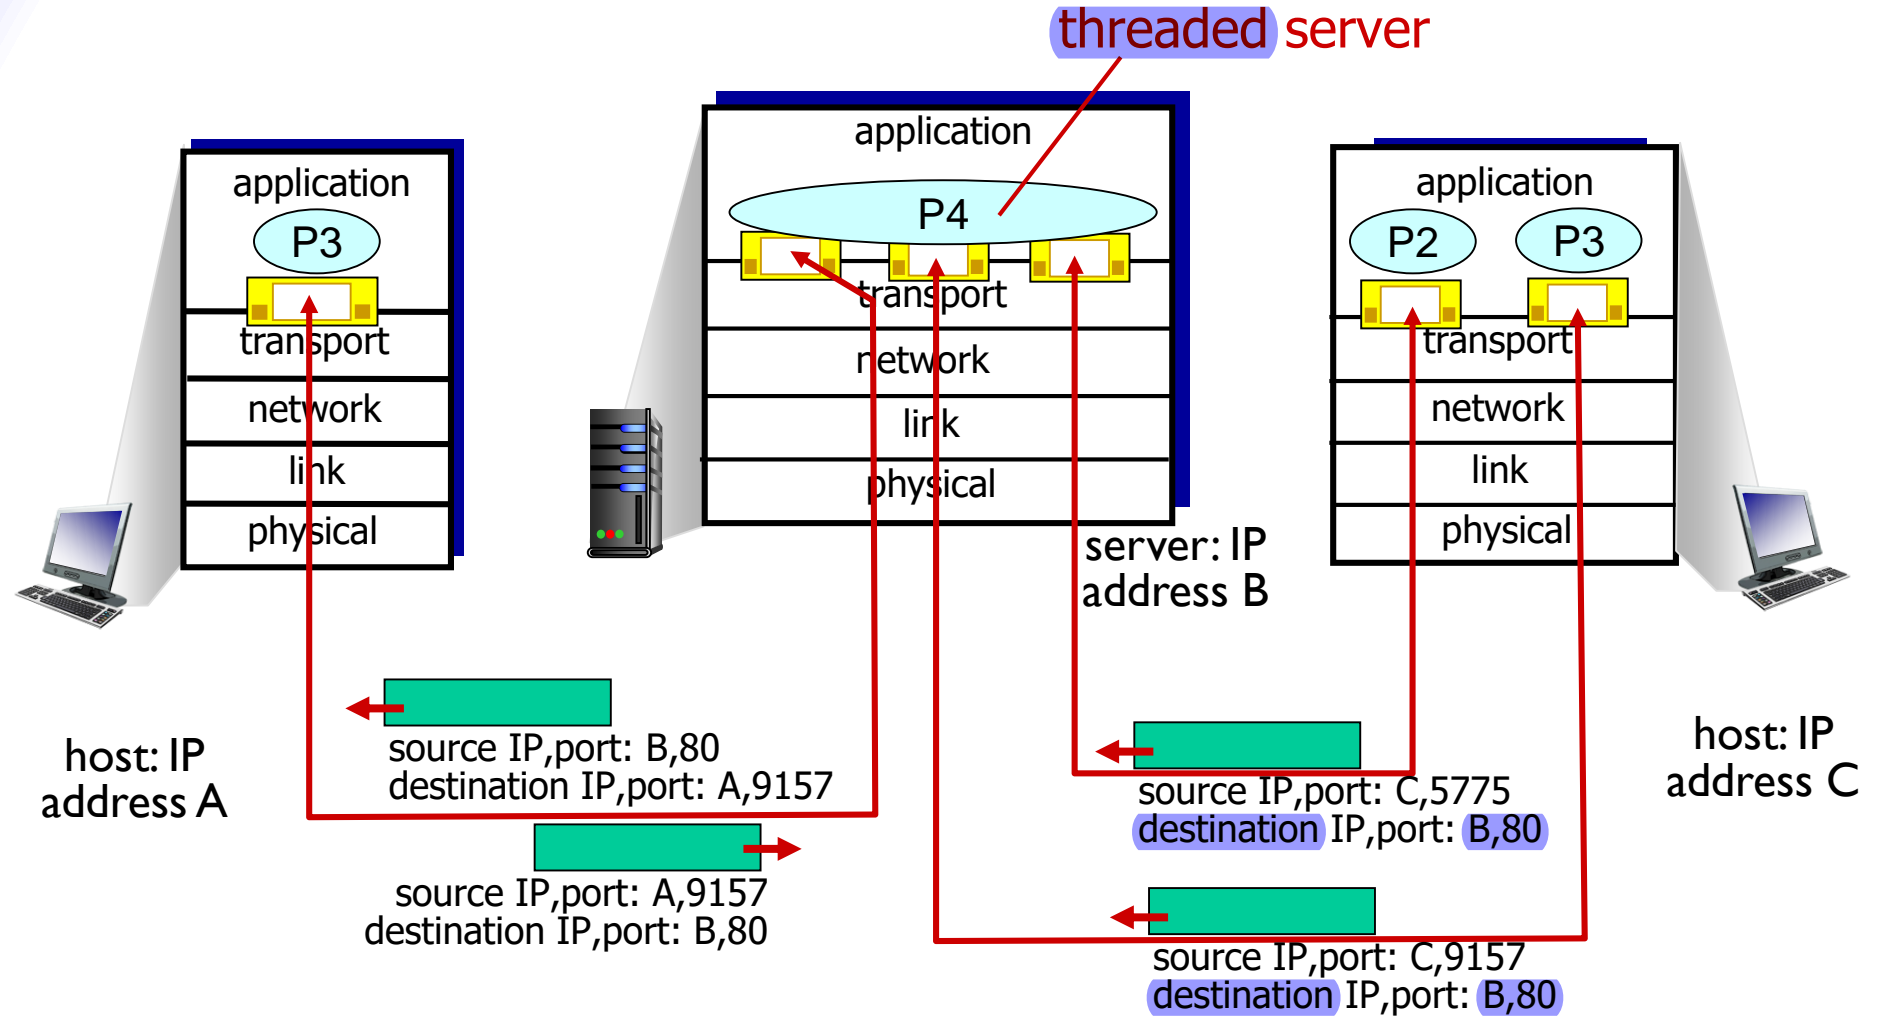 threaded server
application
P3
transport
network
link
physical
application
P4
transport
network
link
physical
application
P2
P3
transport
network
link
physical
server: IP
address B
host: IP
address A
source IP,port: B,80
destination IP,port: A,9157
source IP,port: A,9157
destination IP,port: B,80
source IP,port: C,5775
destination IP,port: B,80
source IP,port: C,9157
destination IP,port: B,80
host: IP
address C